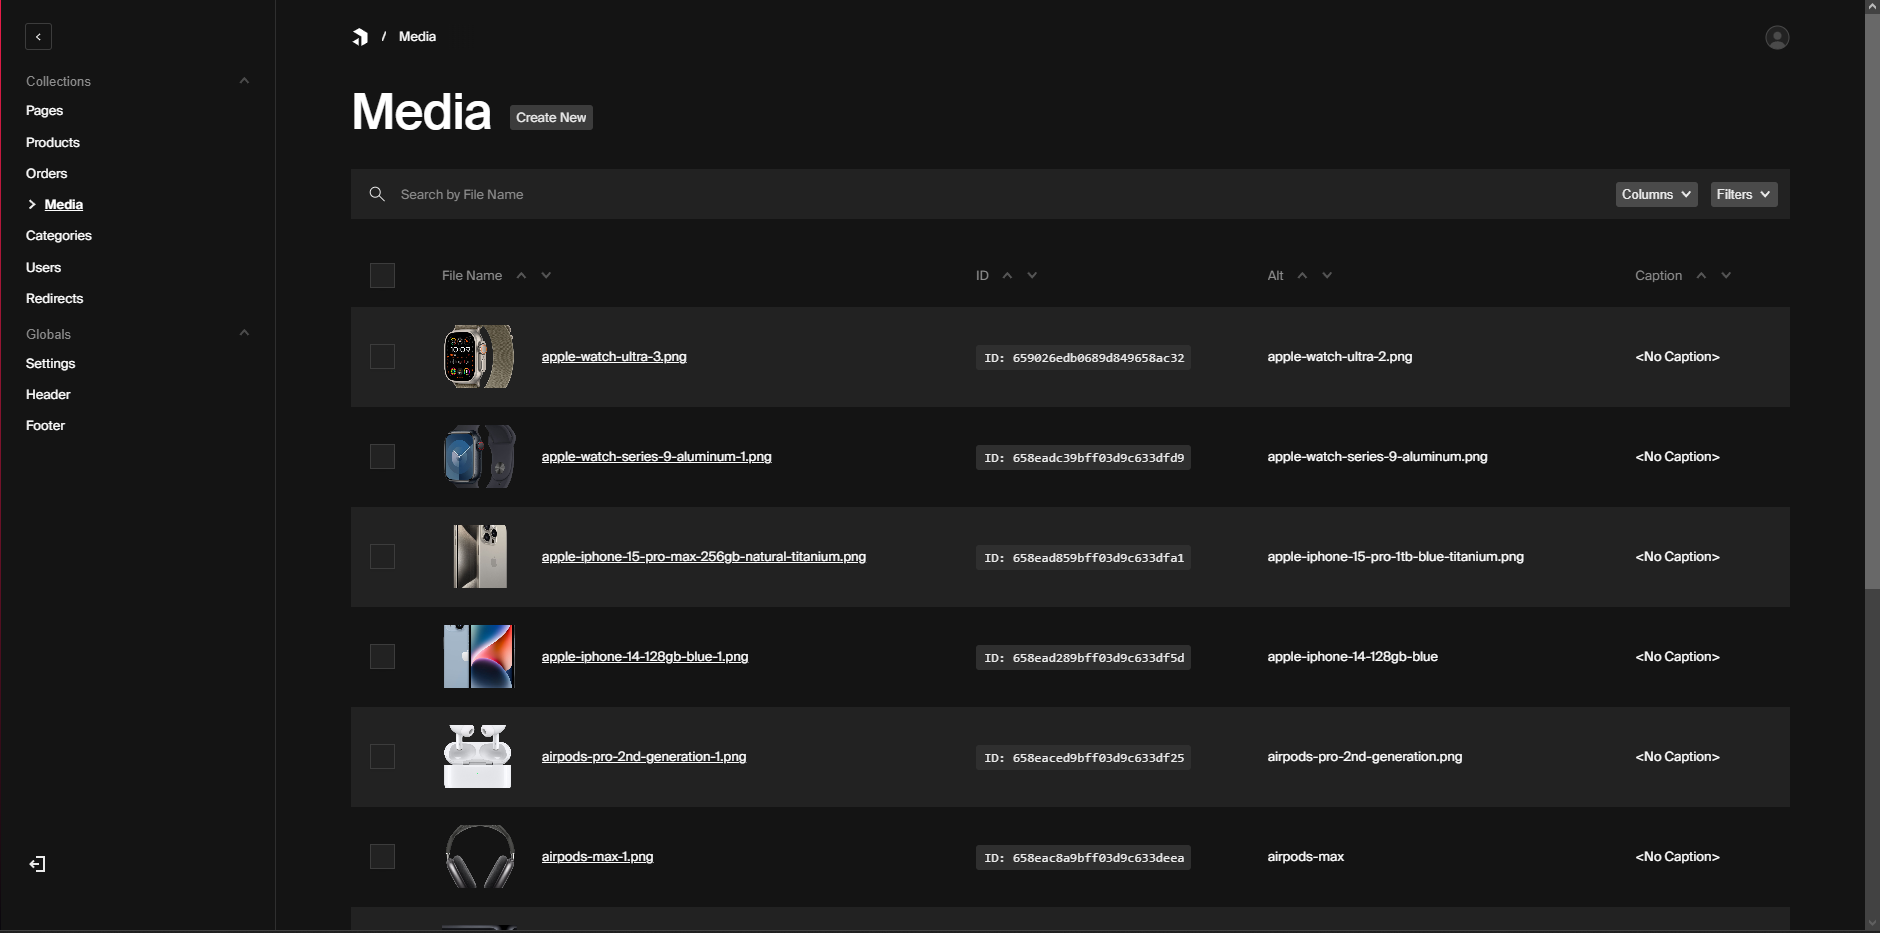 / Media
Collections
Pages
Products
Orders
Media
Categories
Users
Redirects
Globals
Settings
Header
Footer
Media Create New
Search by File Name Columns Filters
File Name ID Alt Caption
apple-watch-ultra-3.png ID: 659026edb0689d849658ac32 apple-watch-ultra-2.png <No Caption>
apple-watch-series-9-aluminum-1.png ID: 658eadc39bff03d9c633dfd9 apple-watch-series-9-aluminum.png <No Caption>
apple-iphone-15-pro-max-256gb-natural-titanium.png ID: 658ead859bff03d9c633dfa1 apple-iphone-15-pro-1tb-blue-titanium.png <No Caption>
apple-iphone-14-128gb-blue-1.png ID: 658ead289bff03d9c633df5d apple-iphone-14-128gb-blue <No Caption>
airpods-pro-2nd-generation-1.png ID: 658eaced9bff03d9c633df25 airpods-pro-2nd-generation.png <No Caption>
airpods-max-1.png ID: 658eac8a9bff03d9c633deea airpods-max <No Caption>